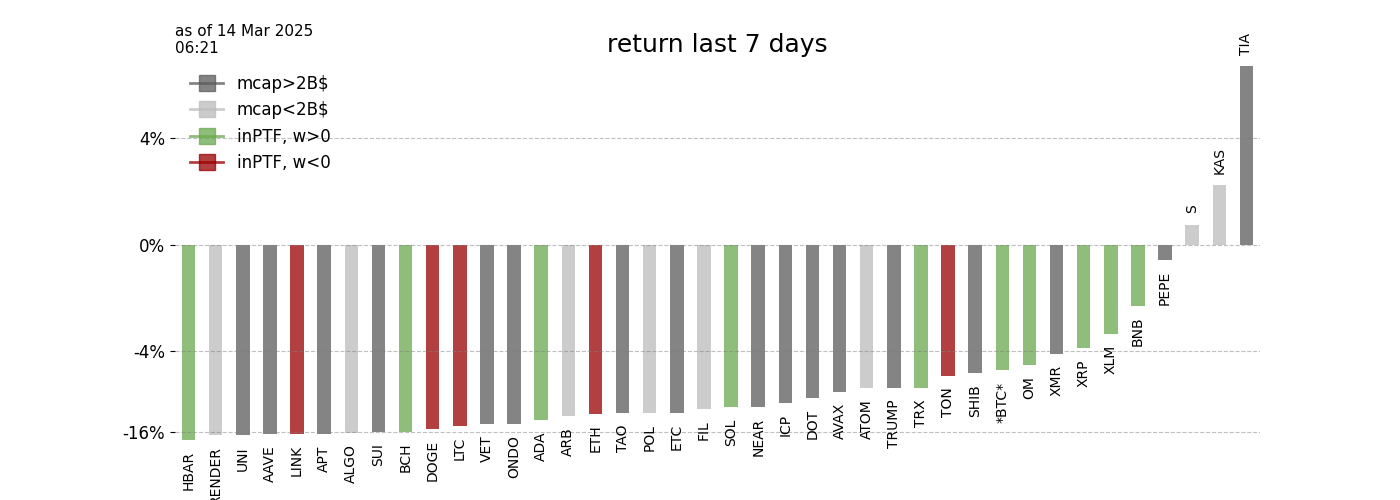 as of 14 Mar 2025
06:21
return last 7 days
mcap>2B$
mcap<2B$
inPTF, w>0
inPTF, w<0
4%
0%
-4%
-16%
HBAR
RENDER
UNI
AAVE
LINK
APT
ALGO
SUI
BCH
DOGE
LTC
VET
ONDO
ADA
ARB
ETH
TAO
POL
ETC
FIL
SOL
NEAR
ICP
DOT
AVAX
ATOM
TRUMP
TRX
TON
SHIB
*BTC*
OM
XMR
XRP
XLM
BNB
PEPE
S
KAS
TIA